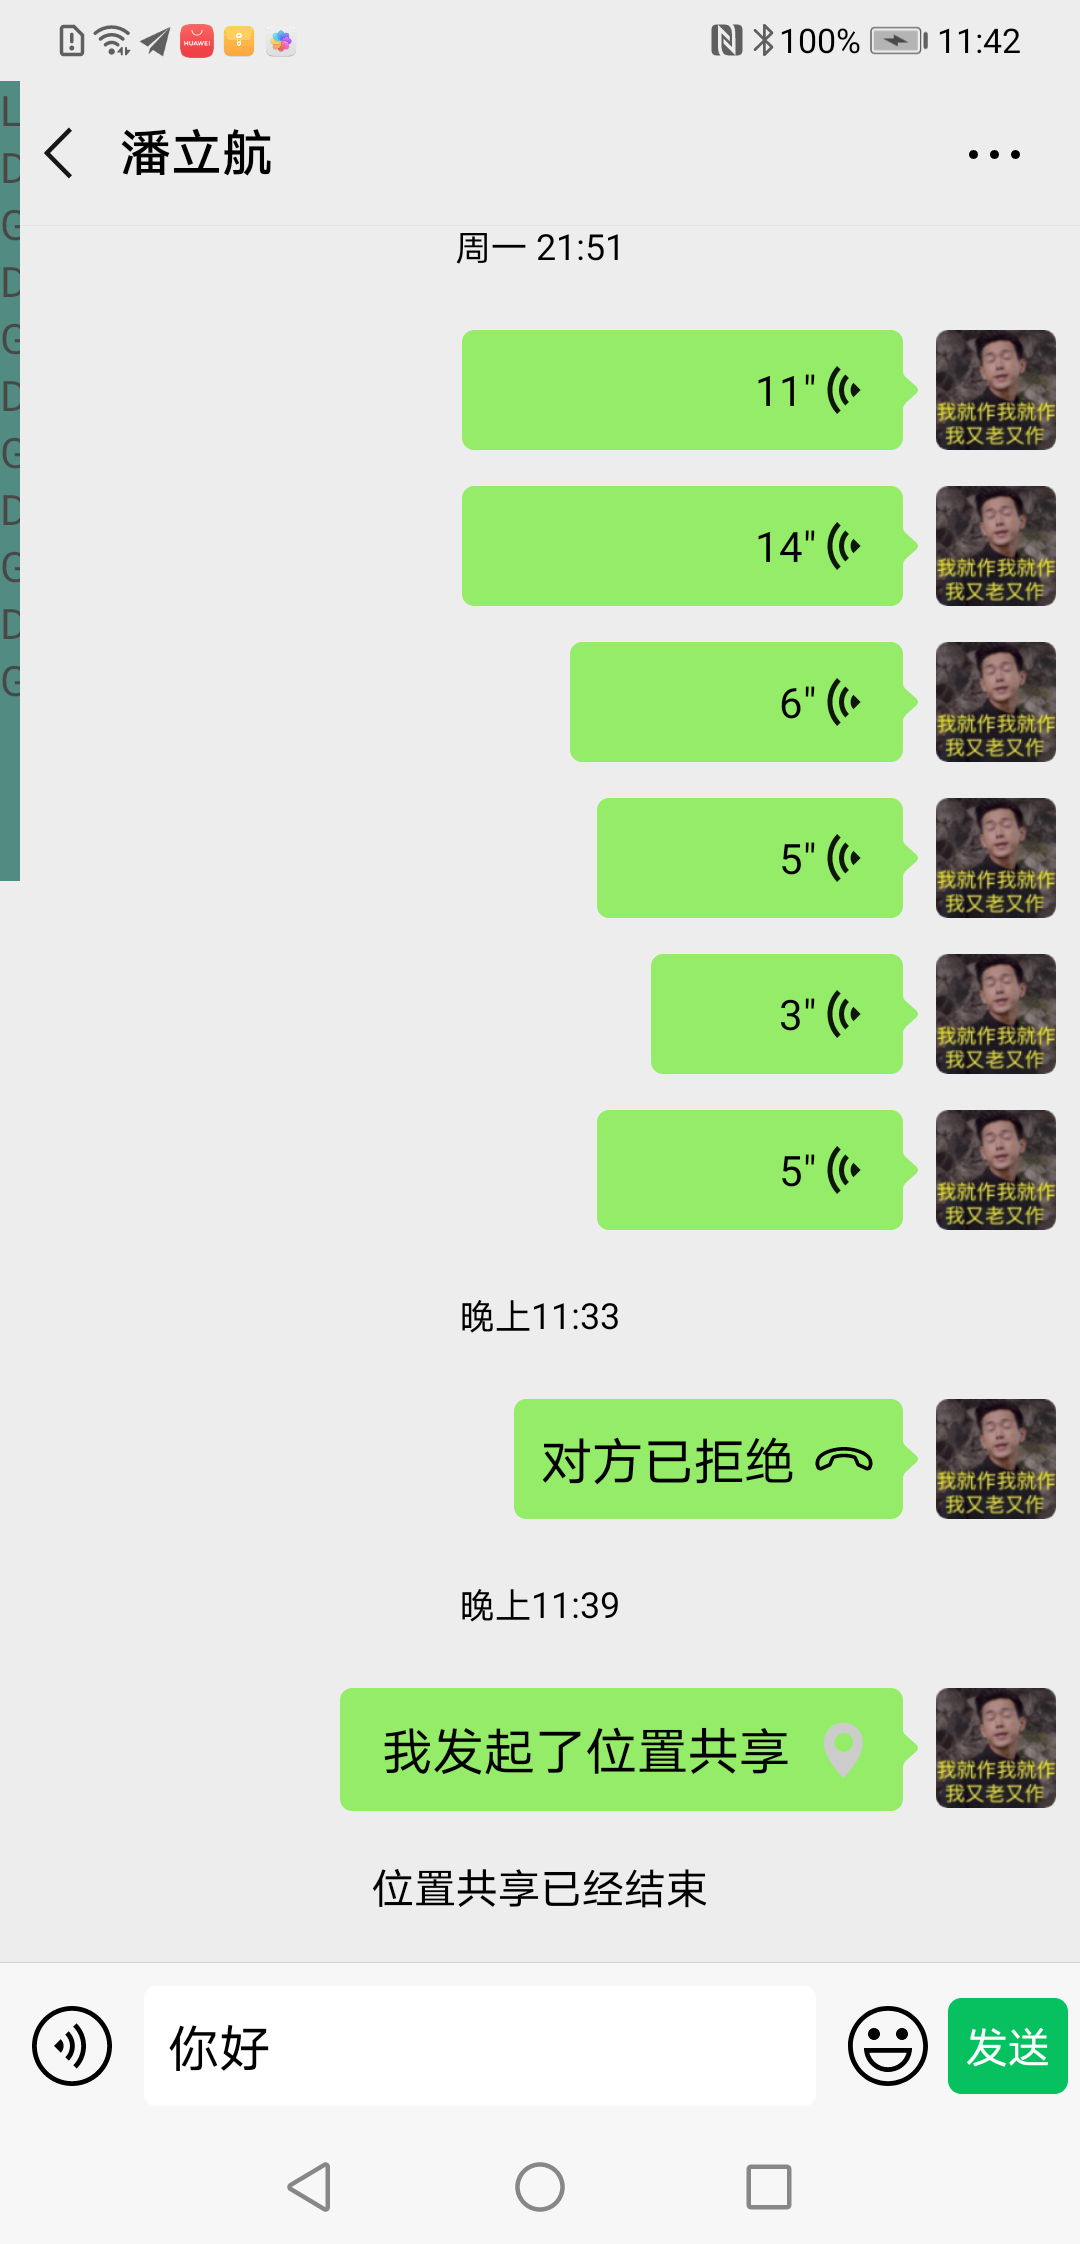 HUAWEI
100%
11:42
L
D
G
D
G
D
G
D
G
D
G
潘立航
周一 21:51
11"
我就作我就作
我又老又作
14"
我就作我就作
我又老又作
6"
我就作我就作
我又老又作
5"
我就作我就作
我又老又作
3"
我就作我就作
我又老又作
5"
我就作我就作
我又老又作
晚上11:33
对方已拒绝
我就作我就作
我又老又作
晚上11:39
我发起了位置共享
我就作我就作
我又老又作
位置共享已经结束
你好
发送